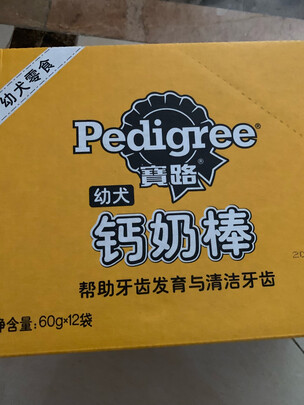 幼犬零食
Pedigree®
寶路®
幼犬
钙奶棒
帮助牙齿发育与清洁牙齿
净含量:60g×12袋